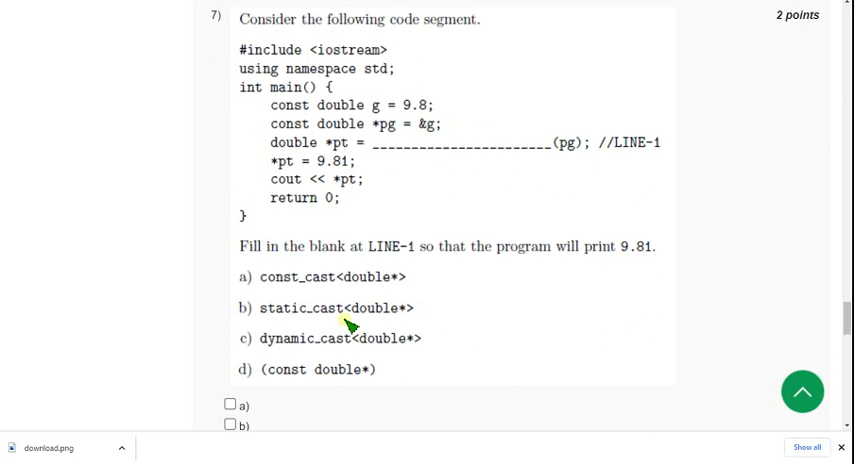 7) Consider the following code segment. 2 points
#include <iostream>
using namespace std;
int main() {
const double g = 9.8;
const double *pg = &g;
double *pt = _______________________(pg); //LINE-1
*pt = 9.81;
cout << *pt;
return 0;
}
Fill in the blank at LINE-1 so that the program will print 9.81.
a) const_cast<double*>
b) static_cast<double*>
c) dynamic_cast<double*>
d) (const double*)
a)
b)
download.png Show all